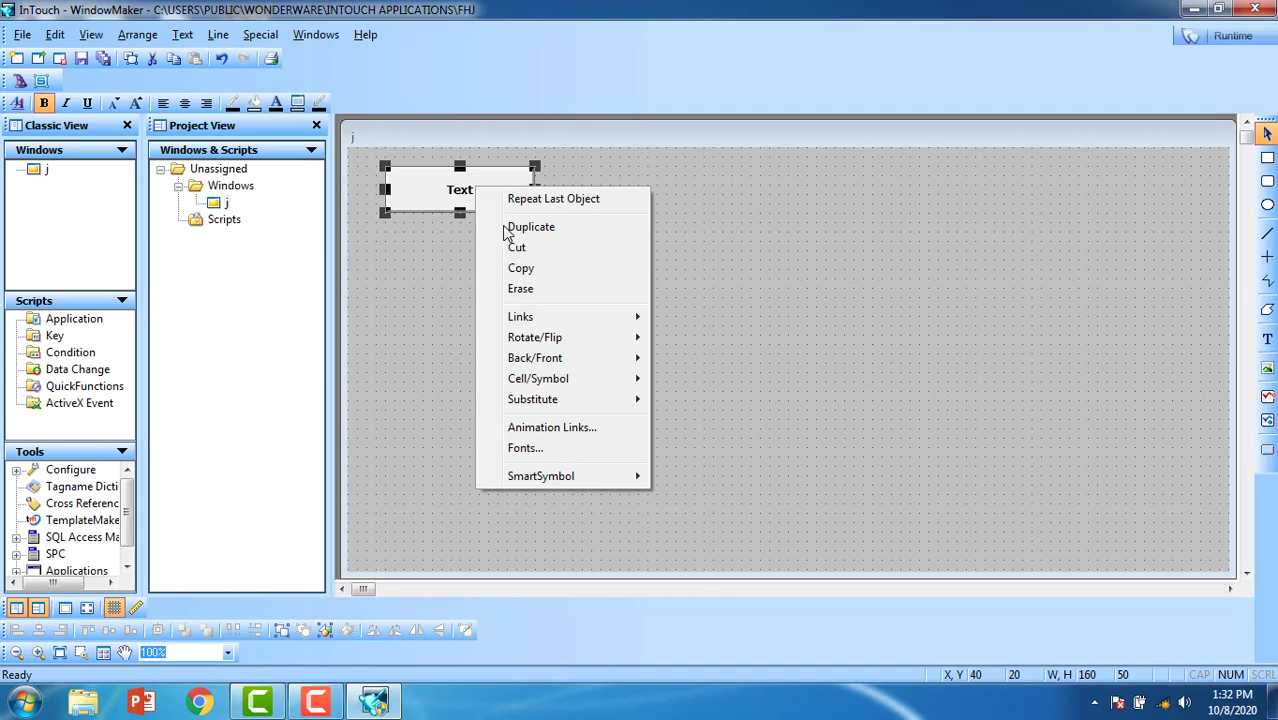 InTouch - WindowMaker - C:\USERS\PUBLIC\WONDERWARE\INTOUCH APPLICATIONS\FHJ
File Edit View Arrange Text Line Special Windows Help
Runtime
B I U A A A
Classic View
Project View
Windows
j
Windows & Scripts
Unassigned
Windows
j
Scripts
Scripts
Application
Key
Condition
Data Change
QuickFunctions
ActiveX Event
Tools
Configure
Tagname Dicti
Cross Referenc
TemplateMake
SQL Access Ma
SPC
Applications
j
Text
Repeat Last Object
Duplicate
Cut
Copy
Erase
Links
Rotate/Flip
Back/Front
Cell/Symbol
Substitute
Animation Links...
Fonts...
SmartSymbol
T
100%
Ready
X, Y 40 20 W, H 160 50 CAP NUM SCRL
1:32 PM
10/8/2020